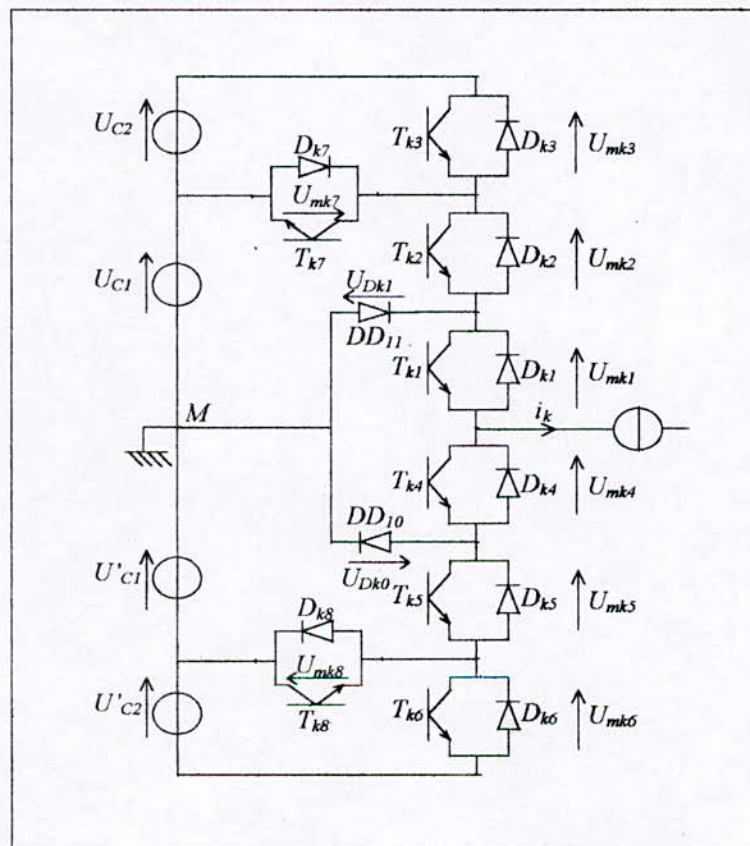 U_C2
D_k7
T_k3
D_k3
U_mk3
U_mk7
T_k7
T_k2
D_k2
U_mk2
U_C1
U_Dk1
DD_11
T_k1
D_k1
U_mk1
M
i_k
T_k4
D_k4
U_mk4
DD_10
U_Dk0
U'_C1
T_k5
D_k5
U_mk5
D_k8
U_mk8
T_k8
U'_C2
T_k6
D_k6
U_mk6